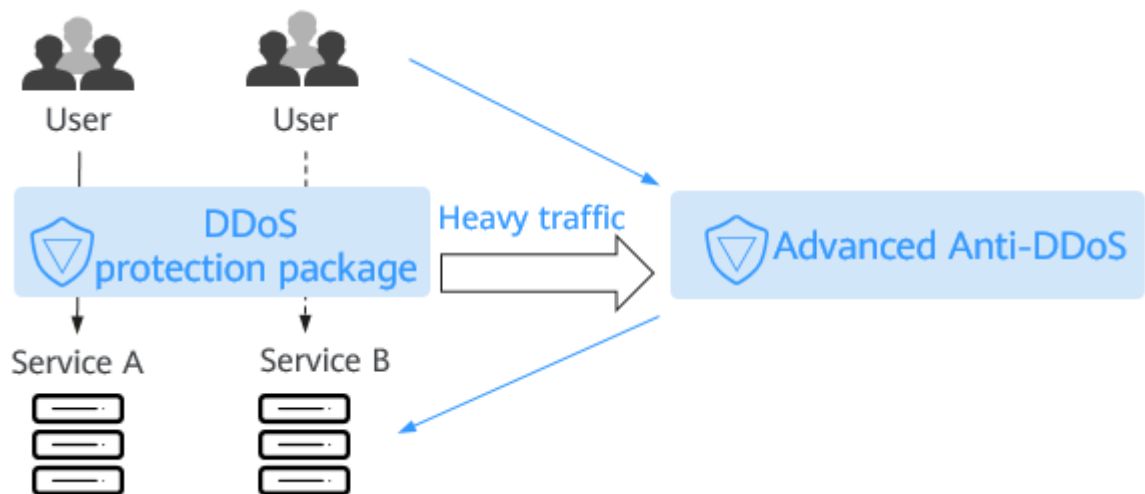 User
User
DDoS
protection package
Heavy traffic
Advanced Anti-DDoS
Service A
Service B